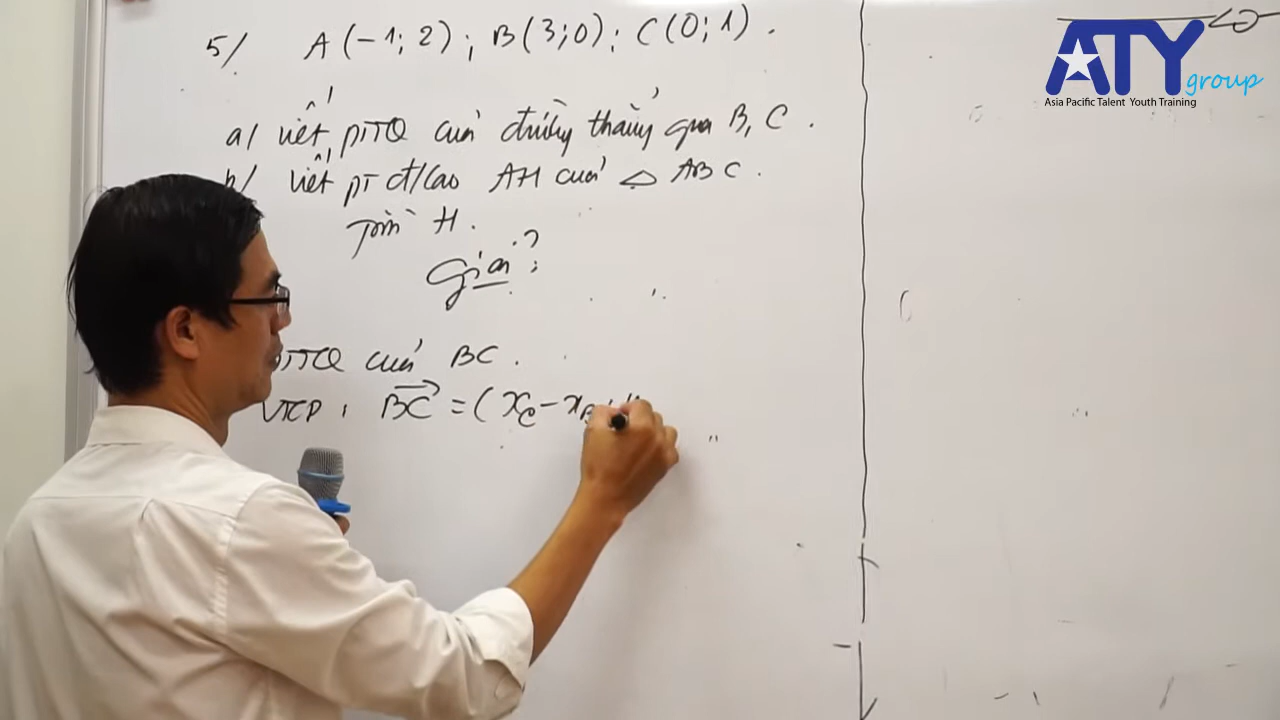 5/ A(-1; 2); B(3;0); C(0;1).
a/ viết PTTQ của đường thẳng qua B, C.
b/ viết pt đ/cao AH của △ ABC.
Tìm H.
Giải:
PTTQ của BC.
VTCP: BC = (xC - xB
ATY group
Asia Pacific Talent Youth Training